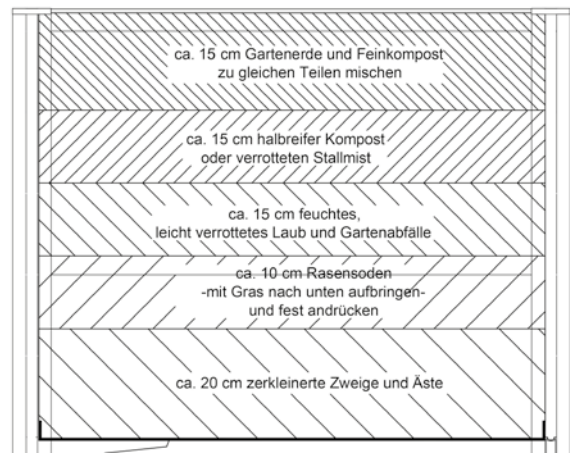 ca. 15 cm Gartenerde und Feinkompost
zu gleichen Teilen mischen
ca. 15 cm halbreifer Kompost
oder verrotteten Stallmist
ca. 15 cm feuchtes,
leicht verrottetes Laub und Gartenabfälle
ca. 10 cm Rasensoden
-mit Gras nach unten aufbringen-
und fest andrücken
ca. 20 cm zerkleinerte Zweige und Äste